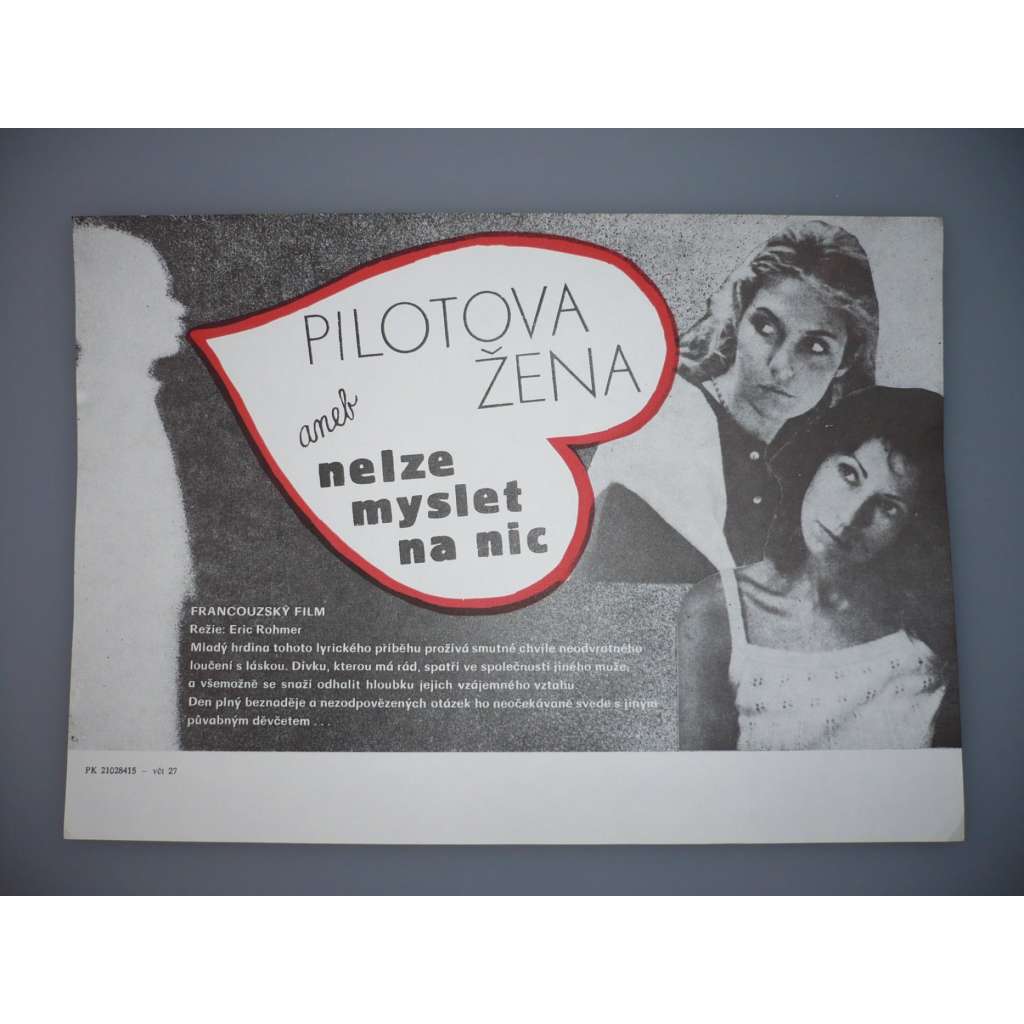 PILOTOVA
ŽENA
aneb
nelze
myslet
na nic
FRANCOUZSKÝ FILM
Režie: Eric Rohmer
Mladý hrdina tohoto lyrického příběhu prožívá smutné chvíle neodvratného
loučení s láskou. Dívku, kterou má rád, spatří ve společnosti jiného muže,
a všemožně se snaží odhalit hloubku jejich vzájemného vztahu.
Den plný beznaděje a nezodpovězených otázek ho neočekávaně svede s jiným
půvabným děvčetem . . .
PK 21028415 – včt 27